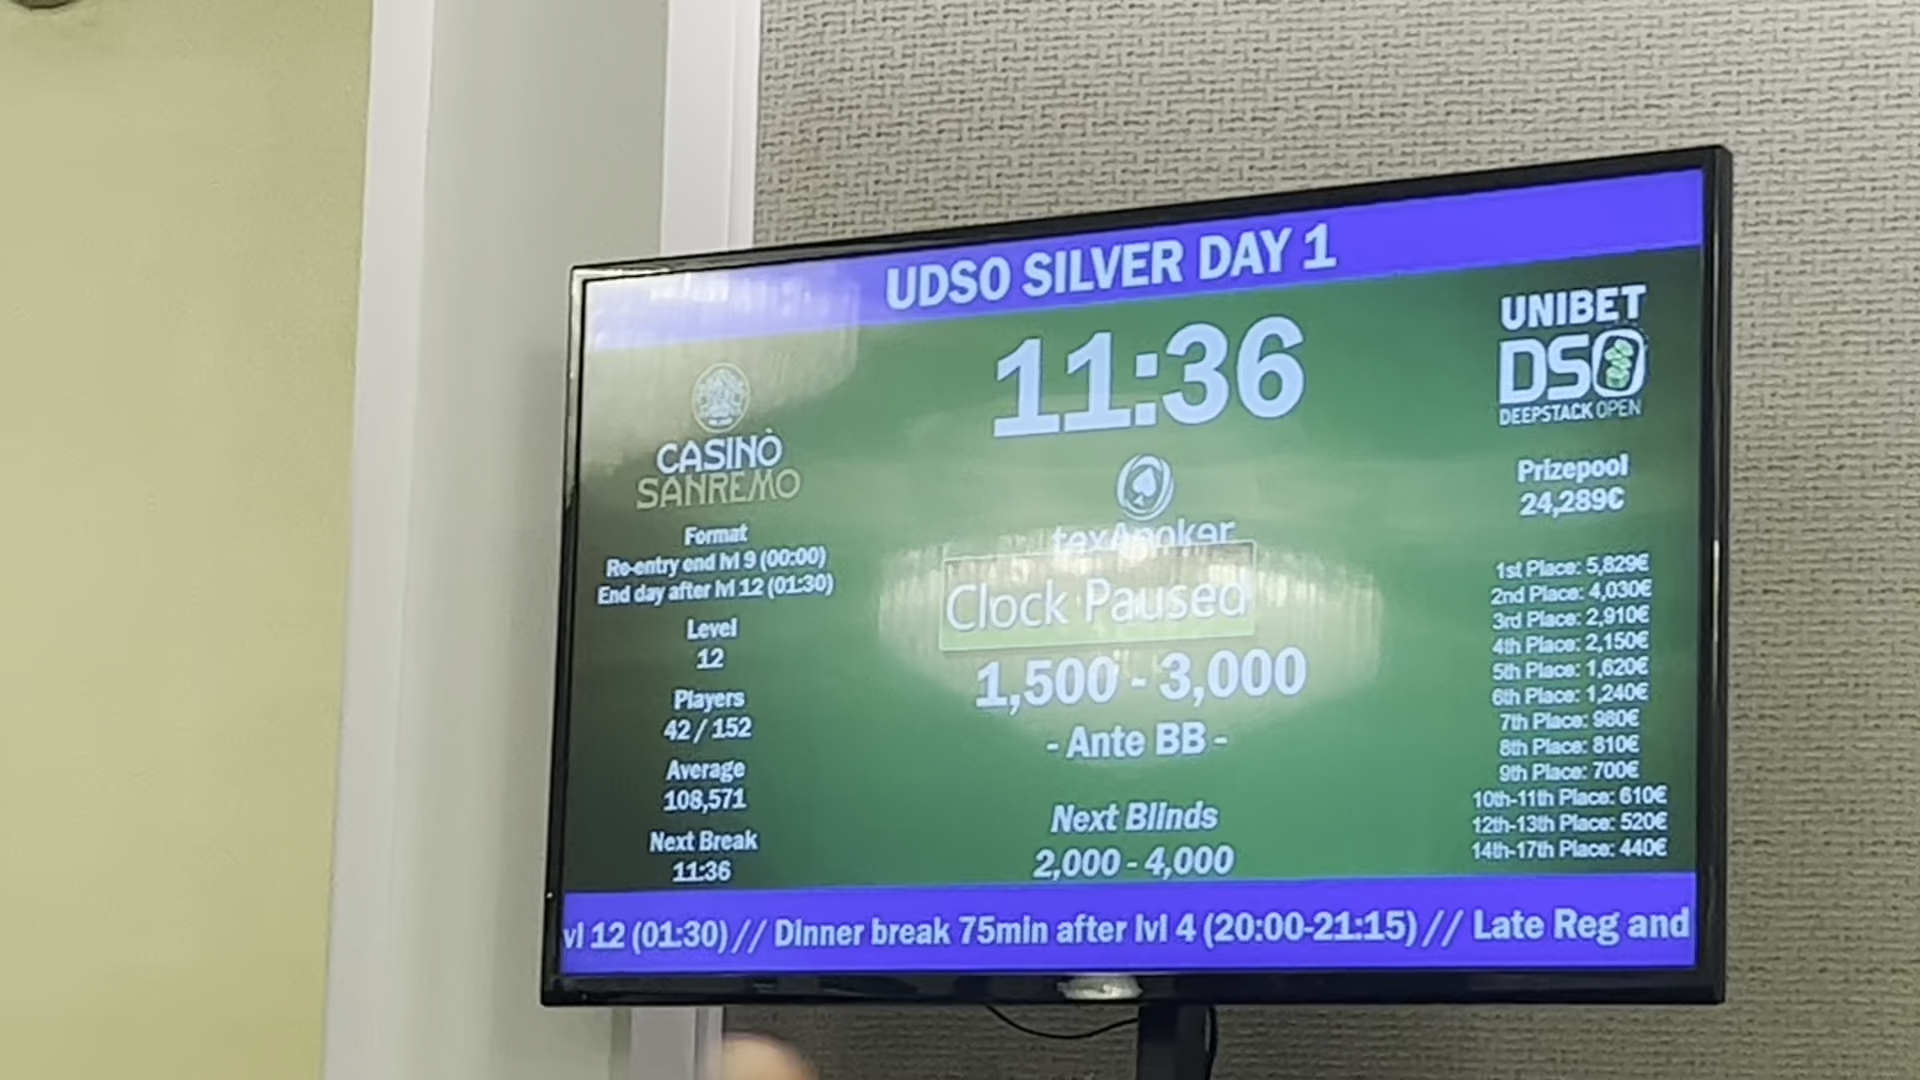 UDSO SILVER DAY 1
11:36
CASINÒ
SANREMO
Format
Re-entry end lvl 9 (00:00)
End day after lvl 12 (01:30)
Level
12
Players
42 / 152
Average
108,571
Next Break
11:36
texApoker
Clock Paused
1,500 - 3,000
- Ante BB -
Next Blinds
2,000 - 4,000
UNIBET
DSO
DEEPSTACK OPEN
Prizepool
24,289€
1st Place: 5,829€
2nd Place: 4,030€
3rd Place: 2,910€
4th Place: 2,150€
5th Place: 1,620€
6th Place: 1,240€
7th Place: 980€
8th Place: 810€
9th Place: 700€
10th-11th Place: 610€
12th-13th Place: 520€
14th-17th Place: 440€
vl 12 (01:30) // Dinner break 75min after lvl 4 (20:00-21:15) // Late Reg and